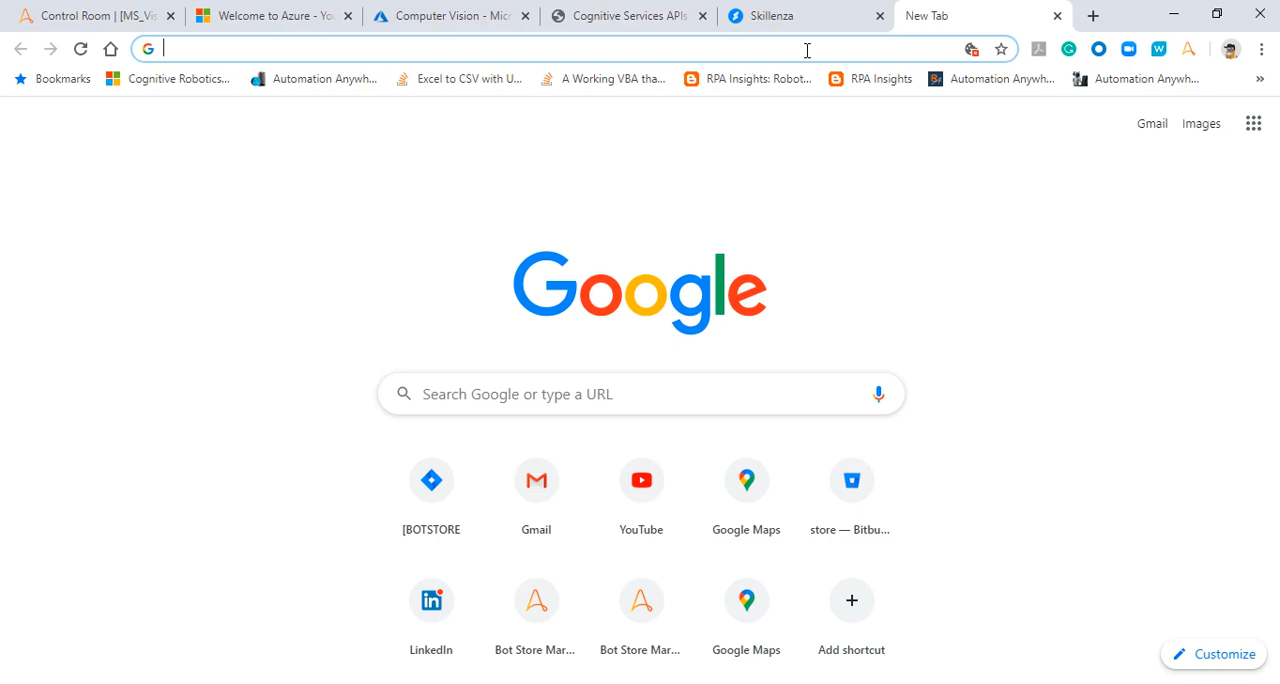 Control Room | [MS_Vis
Welcome to Azure - Yo
Computer Vision - Micr
Cognitive Services APIs
Skillenza
New Tab
Bookmarks
Cognitive Robotics...
Automation Anywh...
Excel to CSV with U...
A Working VBA tha...
RPA Insights: Robot...
RPA Insights
Automation Anywh...
Automation Anywh...
»
Gmail Images
Google
Search Google or type a URL
[BOTSTORE
Gmail
YouTube
Google Maps
store — Bitbu...
LinkedIn
Bot Store Mar...
Bot Store Mar...
Google Maps
Add shortcut
Customize